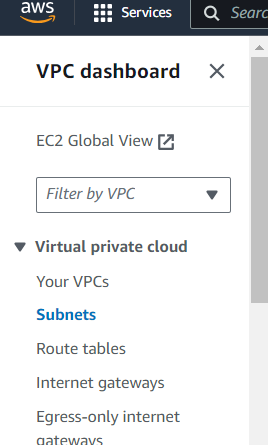 aws
Services
Searc
VPC dashboard
EC2 Global View
Filter by VPC
Virtual private cloud
Your VPCs
Subnets
Route tables
Internet gateways
Egress-only internet
gateways